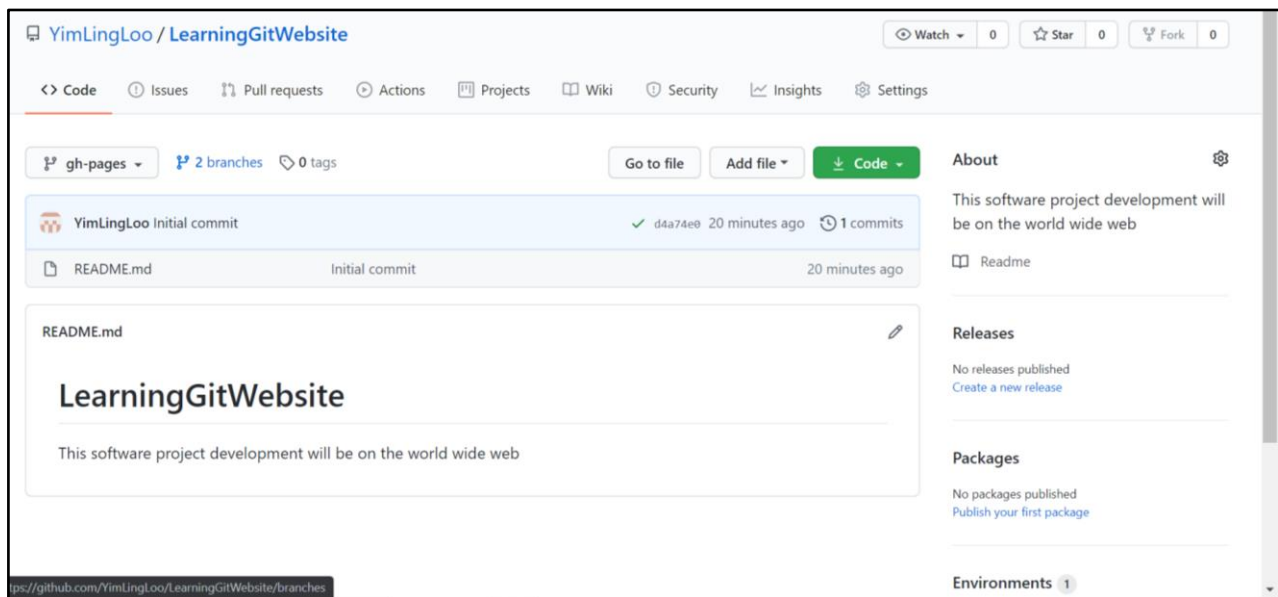 YimLingLoo / LearningGitWebsite
Watch 0 Star 0 Fork 0
<> Code Issues Pull requests Actions Projects Wiki Security Insights Settings
gh-pages 2 branches 0 tags Go to file Add file Code
YimLingLoo Initial commit d4a74e0 20 minutes ago 1 commits
README.md Initial commit 20 minutes ago
README.md
LearningGitWebsite
This software project development will be on the world wide web
About
This software project development will
be on the world wide web
Readme
Releases
No releases published
Create a new release
Packages
No packages published
Publish your first package
Environments 1
tps://github.com/YimLingLoo/LearningGitWebsite/branches